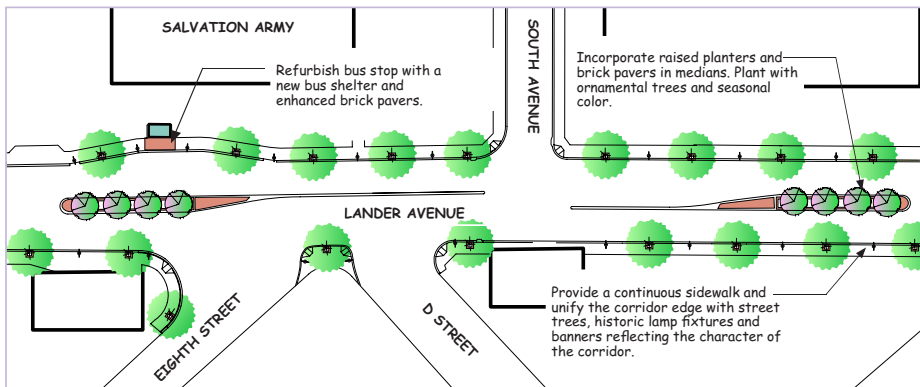 SALVATION ARMY
Refurbish bus stop with a
new bus shelter and
enhanced brick pavers.
SOUTH AVENUE
Incorporate raised planters and
brick pavers in medians. Plant with
ornamental trees and seasonal
color.
LANDER AVENUE
EIGHTH STREET
D STREET
Provide a continuous sidewalk and
unify the corridor edge with street
trees, historic lamp fixtures and
banners reflecting the character of
the corridor.